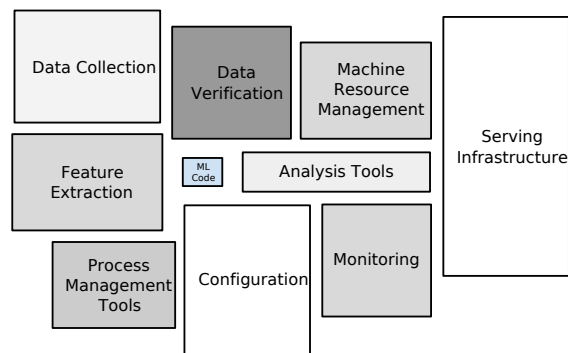 Data Collection
Data
Verification
Machine
Resource
Management
Serving
Infrastructure
Feature
Extraction
ML
Code
Analysis Tools
Process
Management
Tools
Configuration
Monitoring